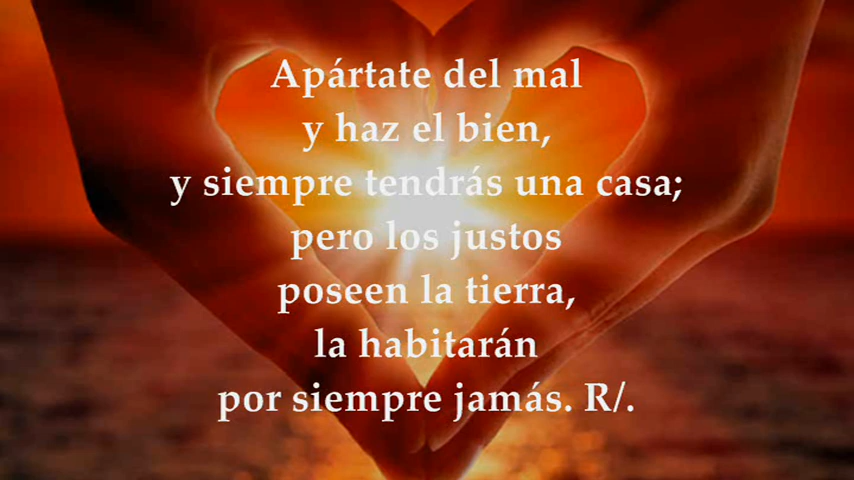 Apártate del mal
y haz el bien,
y siempre tendrás una casa;
pero los justos
poseen la tierra,
la habitarán
por siempre jamás. R/.